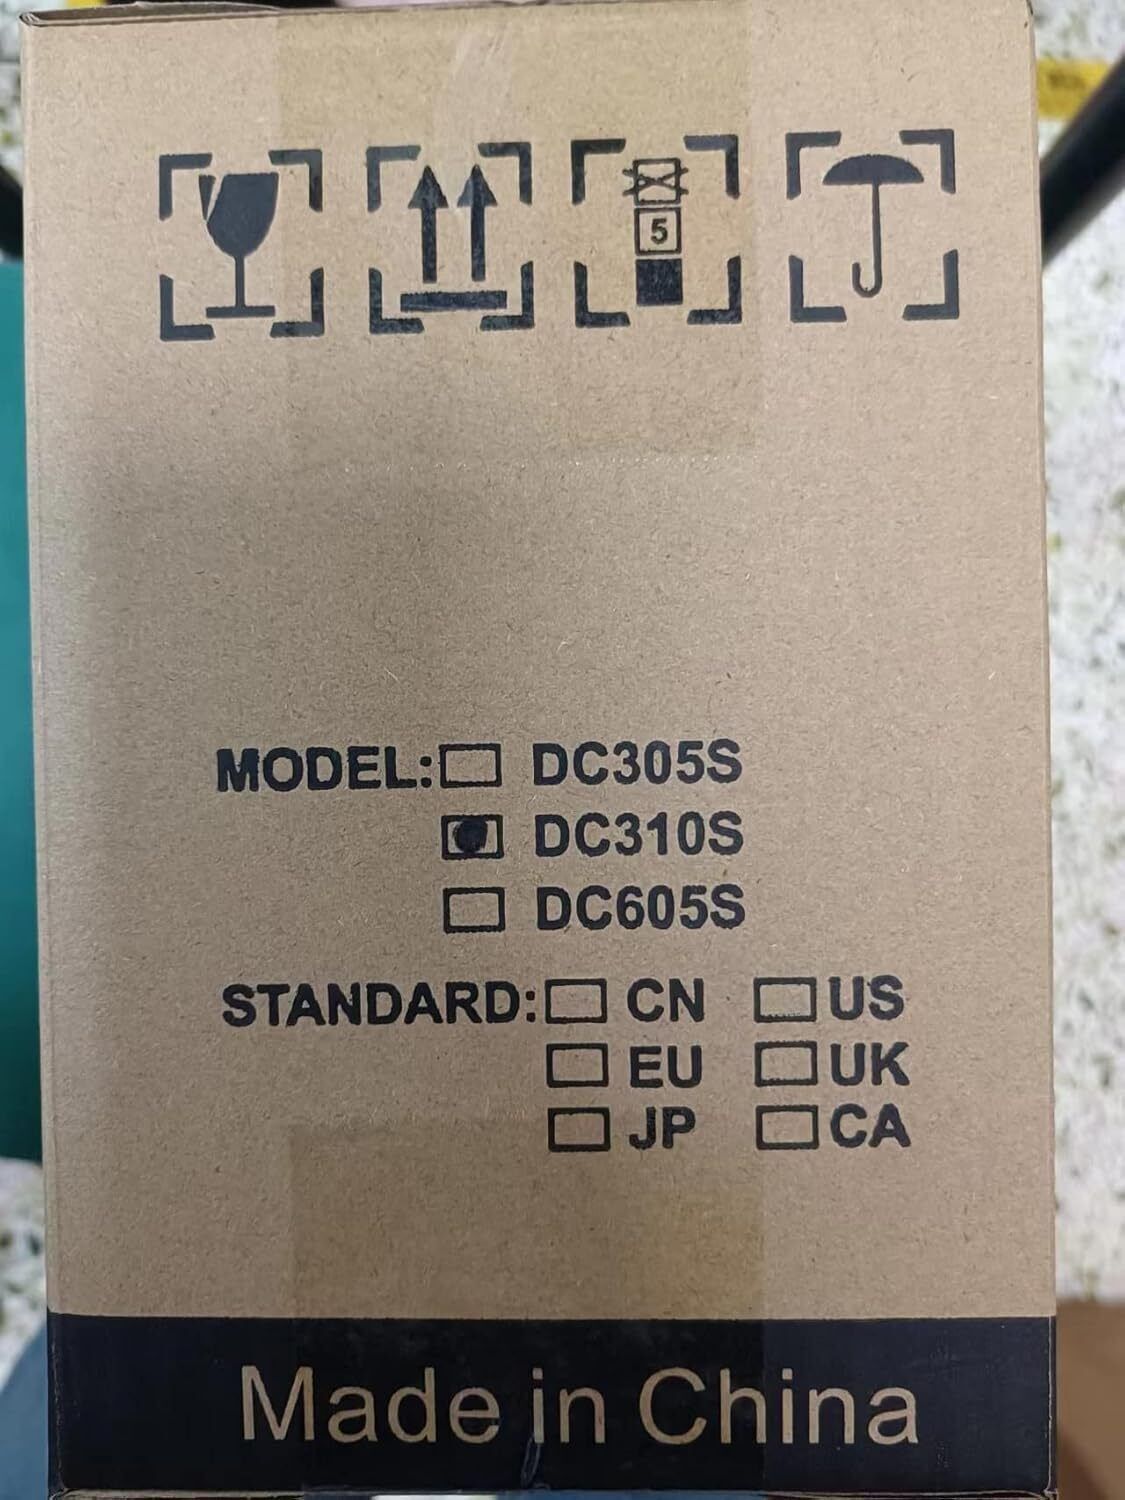 5
MODEL: DC305S
DC310S
DC605S
STANDARD: CN US
EU UK
JP CA
Made in China